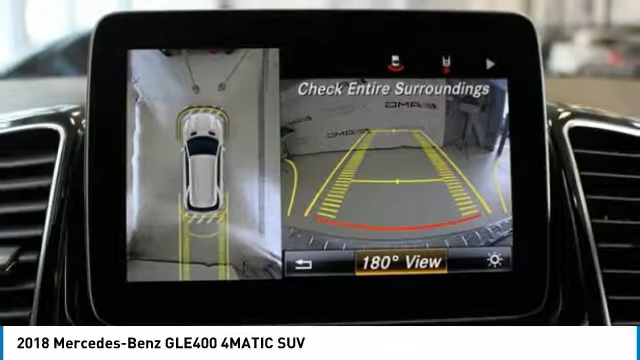 Check Entire Surroundings
180° View
2018 Mercedes-Benz GLE400 4MATIC SUV